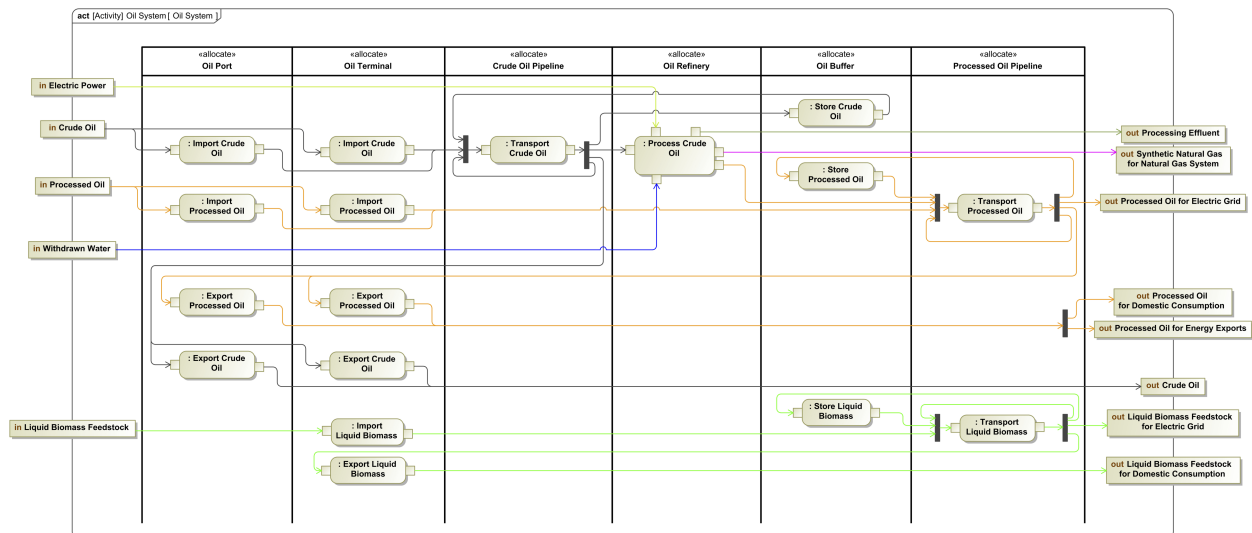 act [Activity] Oil System [ Oil System ]
«allocate»
Oil Port
«allocate»
Oil Terminal
«allocate»
Crude Oil Pipeline
«allocate»
Oil Refinery
«allocate»
Oil Buffer
«allocate»
Processed Oil Pipeline
in Electric Power
in Crude Oil
in Processed Oil
in Withdrawn Water
in Liquid Biomass Feedstock
: Import Crude
Oil
: Import
Processed Oil
: Export
Processed Oil
: Export Crude
Oil
: Import Crude
Oil
: Import
Processed Oil
: Export
Processed Oil
: Export Crude
Oil
: Import
Liquid Biomass
: Export Liquid
Biomass
: Transport
Crude Oil
: Process Crude
Oil
: Store Crude
Oil
: Store
Processed Oil
: Store Liquid
Biomass
: Transport
Processed Oil
: Transport
Liquid Biomass
out Processing Effluent
out Synthetic Natural Gas
for Natural Gas System
out Processed Oil for Electric Grid
out Processed Oil
for Domestic Consumption
out Processed Oil for Energy Exports
out Crude Oil
out Liquid Biomass Feedstock
for Electric Grid
out Liquid Biomass Feedstock
for Domestic Consumption